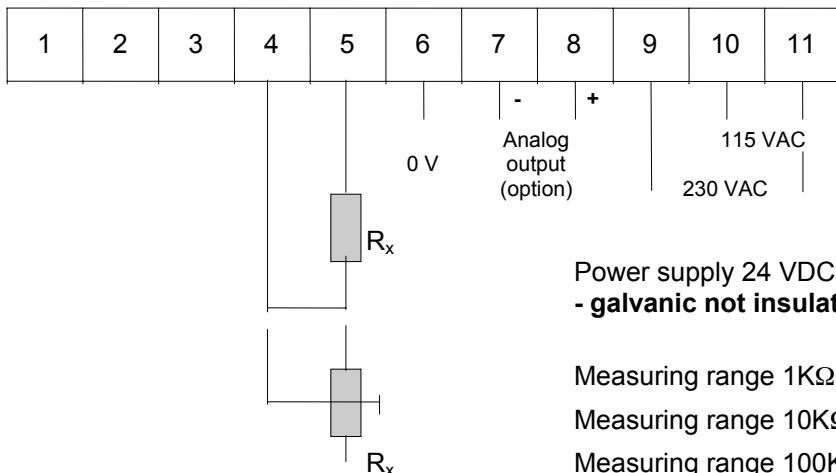 1 2 3 4 5 6 7 8 9 10 11
- +
Analog
output
(option)
0 V
115 VAC
230 VAC
Rx
Power supply 24 VDC
- galvanic not insulat
Measuring range 1KΩ
Measuring range 10KΩ
Measuring range 100K
Rx